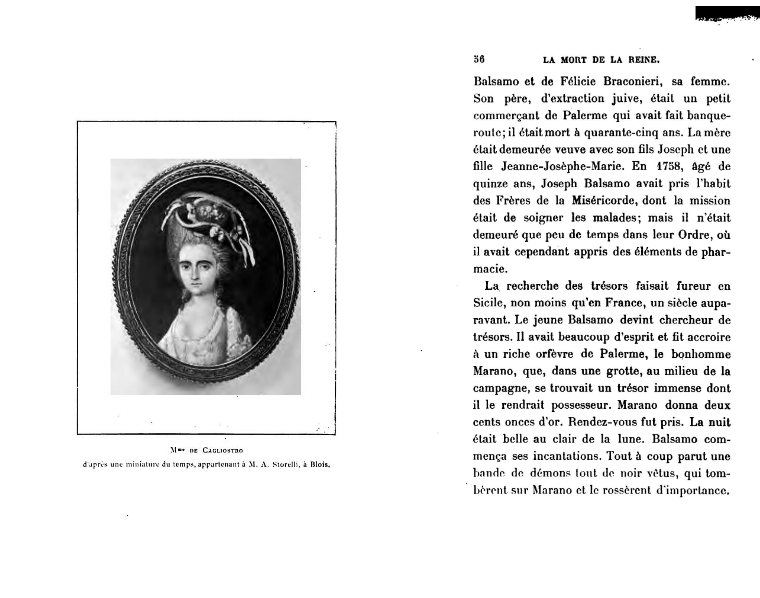 Mme DE CAGLIOSTRO
d'après une miniature du temps, appartenant à M. A. Storelli, à Blois.
56 LA MORT DE LA REINE.
Balsamo et de Félicie Braconieri, sa femme.
Son père, d'extraction juive, était un petit
commerçant de Palerme qui avait fait banque-
route; il était mort à quarante-cinq ans. La mère
était demeurée veuve avec son fils Joseph et une
fille Jeanne-Josèphe-Marie. En 1758, âgé de
quinze ans, Joseph Balsamo avait pris l'habit
des Frères de la Miséricorde, dont la mission
était de soigner les malades; mais il n'était
demeuré que peu de temps dans leur Ordre, où
il avait cependant appris des éléments de phar-
macie.
La recherche des trésors faisait fureur en
Sicile, non moins qu'en France, un siècle aupa-
ravant. Le jeune Balsamo devint chercheur de
trésors. Il avait beaucoup d'esprit et fit accroire
à un riche orfèvre de Palerme, le bonhomme
Marano, que, dans une grotte, au milieu de la
campagne, se trouvait un trésor immense dont
il le rendrait possesseur. Marano donna deux
cents onces d'or. Rendez-vous fut pris. La nuit
était belle au clair de la lune. Balsamo com-
mença ses incantations. Tout à coup parut une
bande de démons tout de noir vêtus, qui tom-
bèrent sur Marano et le rossèrent d'importance.